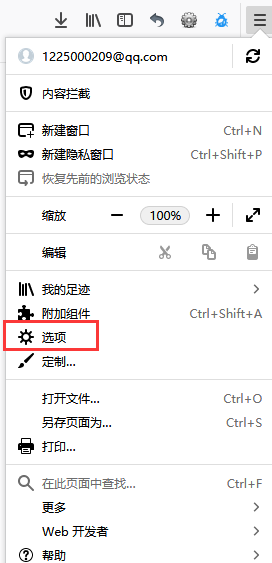 1225000209@qq.com
内容拦截
新建窗口 Ctrl+N
新建隐私窗口 Ctrl+Shift+P
恢复先前的浏览状态
缩放 100%
编辑
我的足迹
附加组件 Ctrl+Shift+A
选项
定制...
打开文件... Ctrl+O
另存页面为... Ctrl+S
打印...
在此页面中查找... Ctrl+F
更多
Web 开发者
帮助